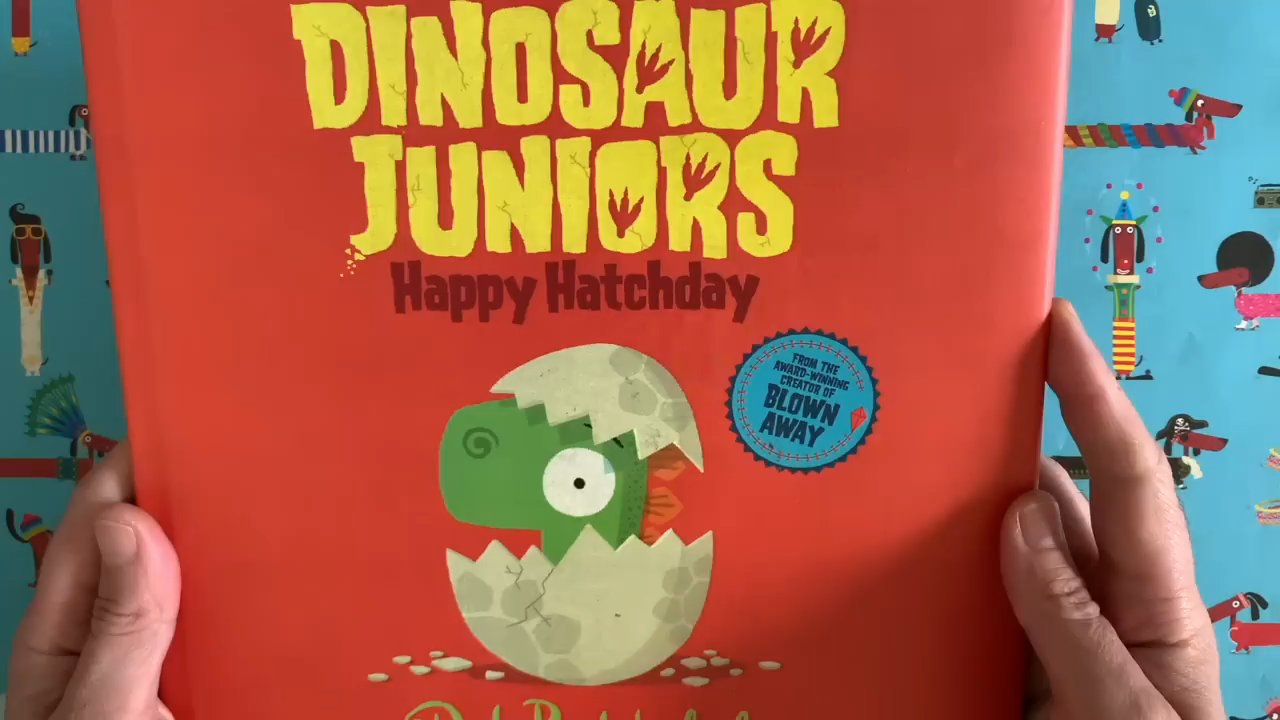 DINOSAUR
JUNIORS
Happy Hatchday
FROM THE
AWARD-WINNING
CREATOR OF
BLOWN
AWAY